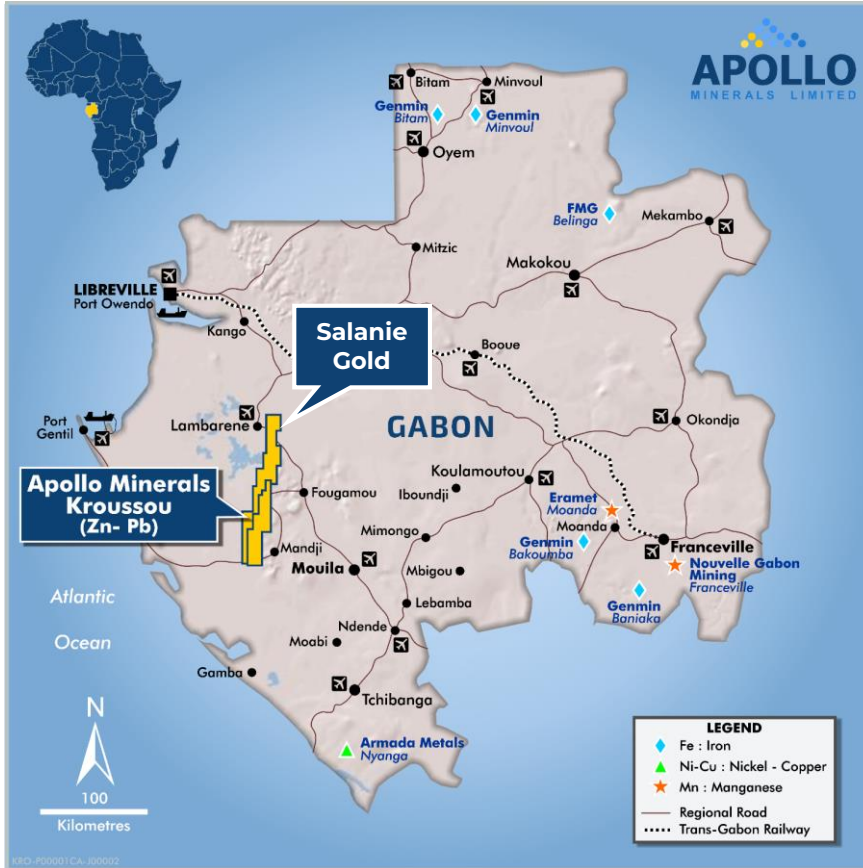 APOLLO
MINERALS LIMITED
Bitam
Minvoul
Genmin
Bitam
Genmin
Minvoul
Oyem
FMG
Belinga
Mekambo
Mitzic
Makokou
LIBREVILLE
Port Owendo
Kango
Salanie
Gold
Booue
Port
Gentil
Lambarene
GABON
Okondja
Koulamoutou
Apollo Minerals
Kroussou
(Zn- Pb)
Fougamou
Iboundji
Eramet
Moanda
Moanda
Mimongo
Genmin
Bakoumba
Franceville
Mandji
Mouila
Mbigou
Nouvelle Gabon
Mining
Franceville
Genmin
Baniaka
Atlantic
Ocean
Lebamba
Ndende
Moabi
Gamba
Tchibanga
N
100
Kilometres
Armada Metals
Nyanga
LEGEND
Fe : Iron
Ni-Cu : Nickel - Copper
Mn : Manganese
Regional Road
Trans-Gabon Railway
KRO-P00001CA-J00002